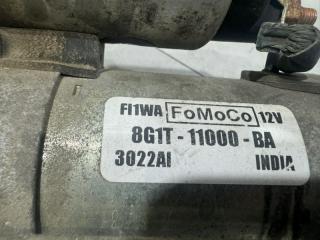 FI1WA FoMoCo 12V
8G1T-11000-BA
3022AI INDIA